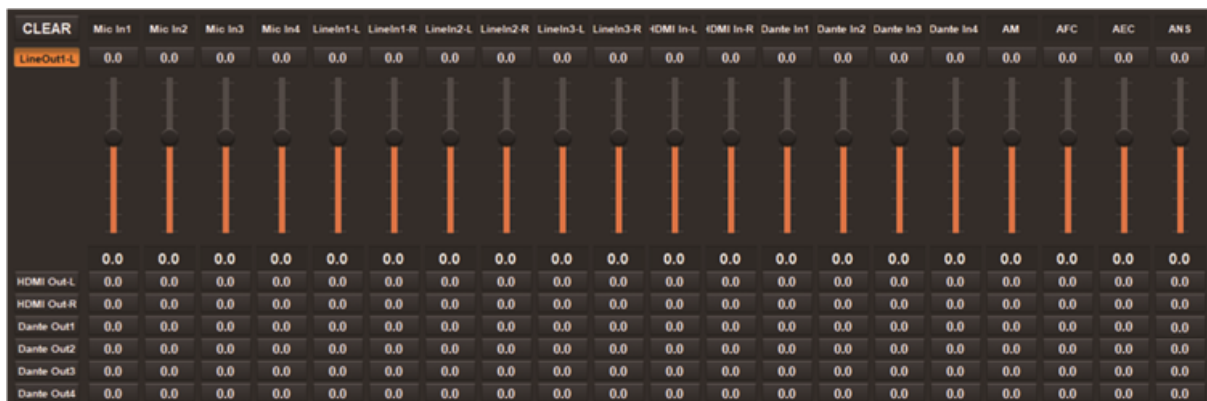 CLEAR Mic In1 Mic In2 Mic In3 Mic In4 LineIn1-L LineIn1-R LineIn2-L LineIn2-R LineIn3-L LineIn3-R HDMI In-L HDMI In-R Dante In1 Dante In2 Dante In3 Dante In4 AM AFC AEC ANS
LineOut1-L 0.0 0.0 0.0 0.0 0.0 0.0 0.0 0.0 0.0 0.0 0.0 0.0 0.0 0.0 0.0 0.0 0.0 0.0 0.0 0.0
0.0 0.0 0.0 0.0 0.0 0.0 0.0 0.0 0.0 0.0 0.0 0.0 0.0 0.0 0.0 0.0 0.0 0.0 0.0 0.0
HDMI Out-L 0.0 0.0 0.0 0.0 0.0 0.0 0.0 0.0 0.0 0.0 0.0 0.0 0.0 0.0 0.0 0.0 0.0 0.0 0.0 0.0
HDMI Out-R 0.0 0.0 0.0 0.0 0.0 0.0 0.0 0.0 0.0 0.0 0.0 0.0 0.0 0.0 0.0 0.0 0.0 0.0 0.0 0.0
Dante Out1 0.0 0.0 0.0 0.0 0.0 0.0 0.0 0.0 0.0 0.0 0.0 0.0 0.0 0.0 0.0 0.0 0.0 0.0 0.0 0.0
Dante Out2 0.0 0.0 0.0 0.0 0.0 0.0 0.0 0.0 0.0 0.0 0.0 0.0 0.0 0.0 0.0 0.0 0.0 0.0 0.0 0.0
Dante Out3 0.0 0.0 0.0 0.0 0.0 0.0 0.0 0.0 0.0 0.0 0.0 0.0 0.0 0.0 0.0 0.0 0.0 0.0 0.0 0.0
Dante Out4 0.0 0.0 0.0 0.0 0.0 0.0 0.0 0.0 0.0 0.0 0.0 0.0 0.0 0.0 0.0 0.0 0.0 0.0 0.0 0.0